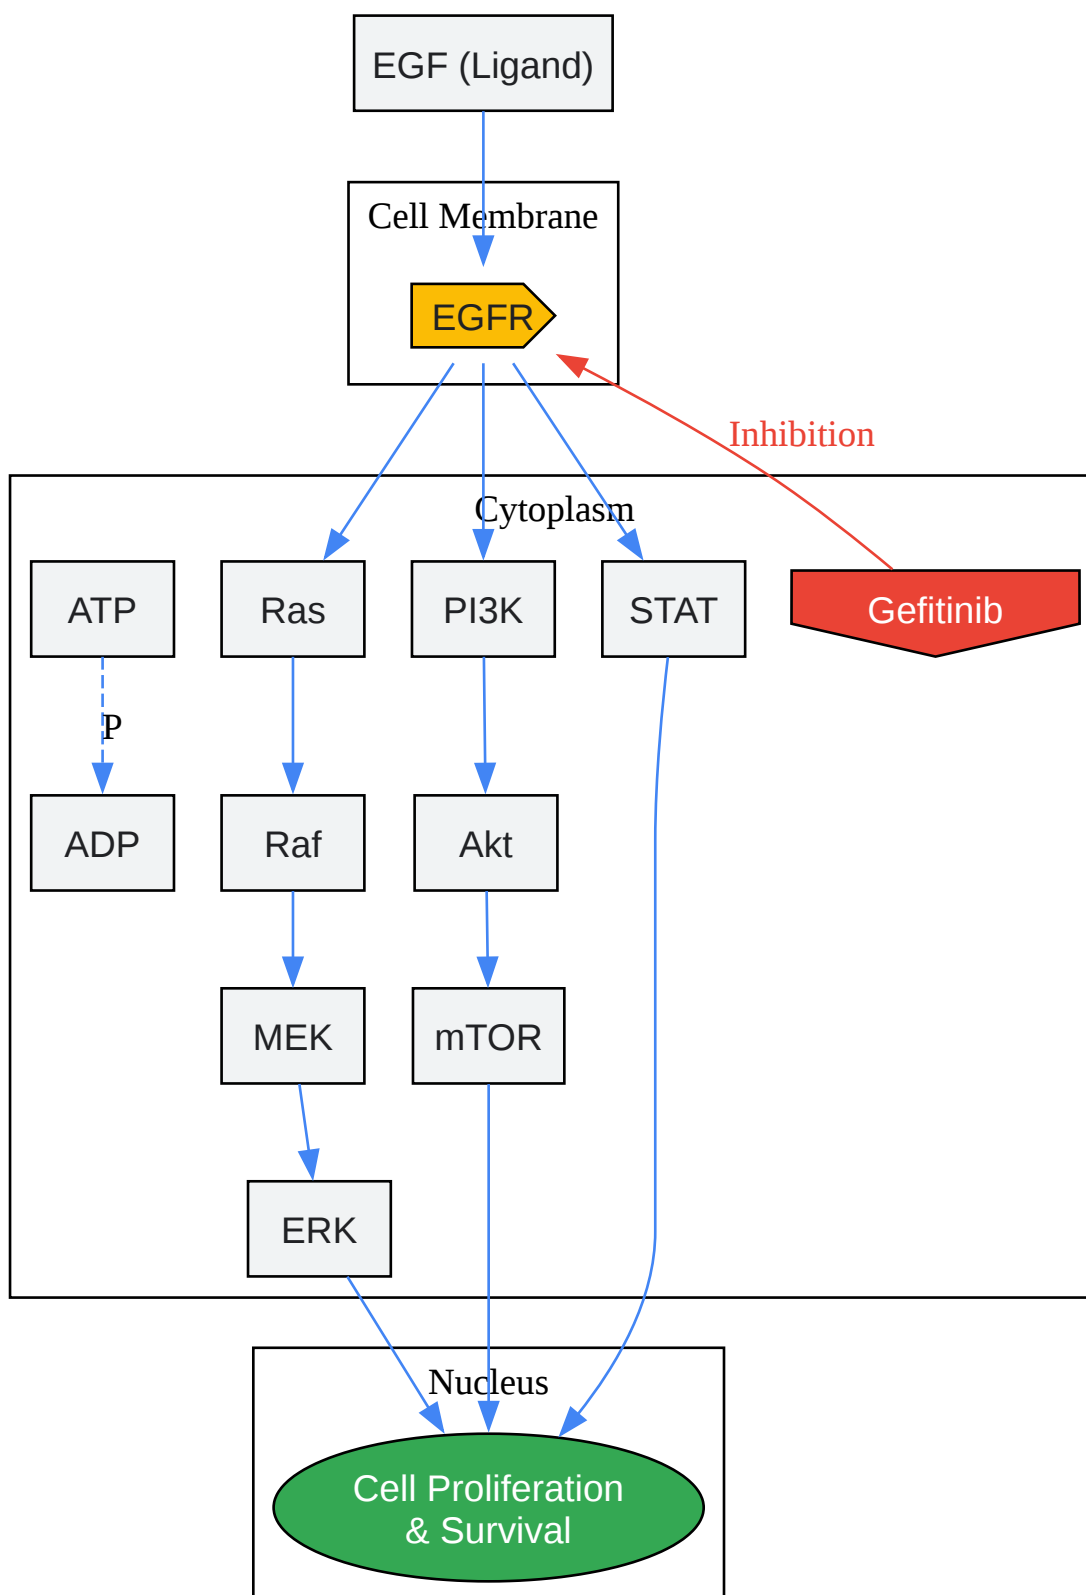 EGF (Ligand)
Cell Membrane
EGFR
Inhibition
Cytoplasm
ATP
Ras
PI3K
STAT
Gefitinib
P
ADP
Raf
Akt
MEK
mTOR
ERK
Nucleus
Cell Proliferation
& Survival